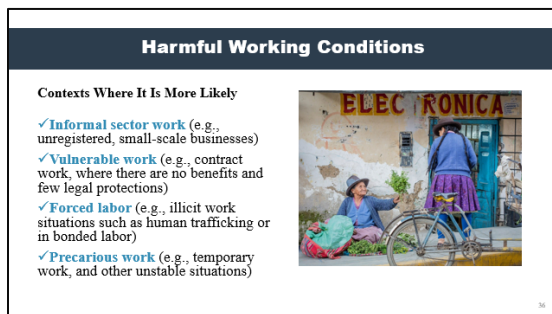 Harmful Working Conditions
Contexts Where It Is More Likely
✓Informal sector work (e.g.,
unregistered, small-scale businesses)
✓Vulnerable work (e.g., contract
work, where there are no benefits and
few legal protections)
✓Forced labor (e.g., illicit work
situations such as human trafficking or
in bonded labor)
✓Precarious work (e.g., temporary
work, and other unstable situations)
ELEC RONICA
36